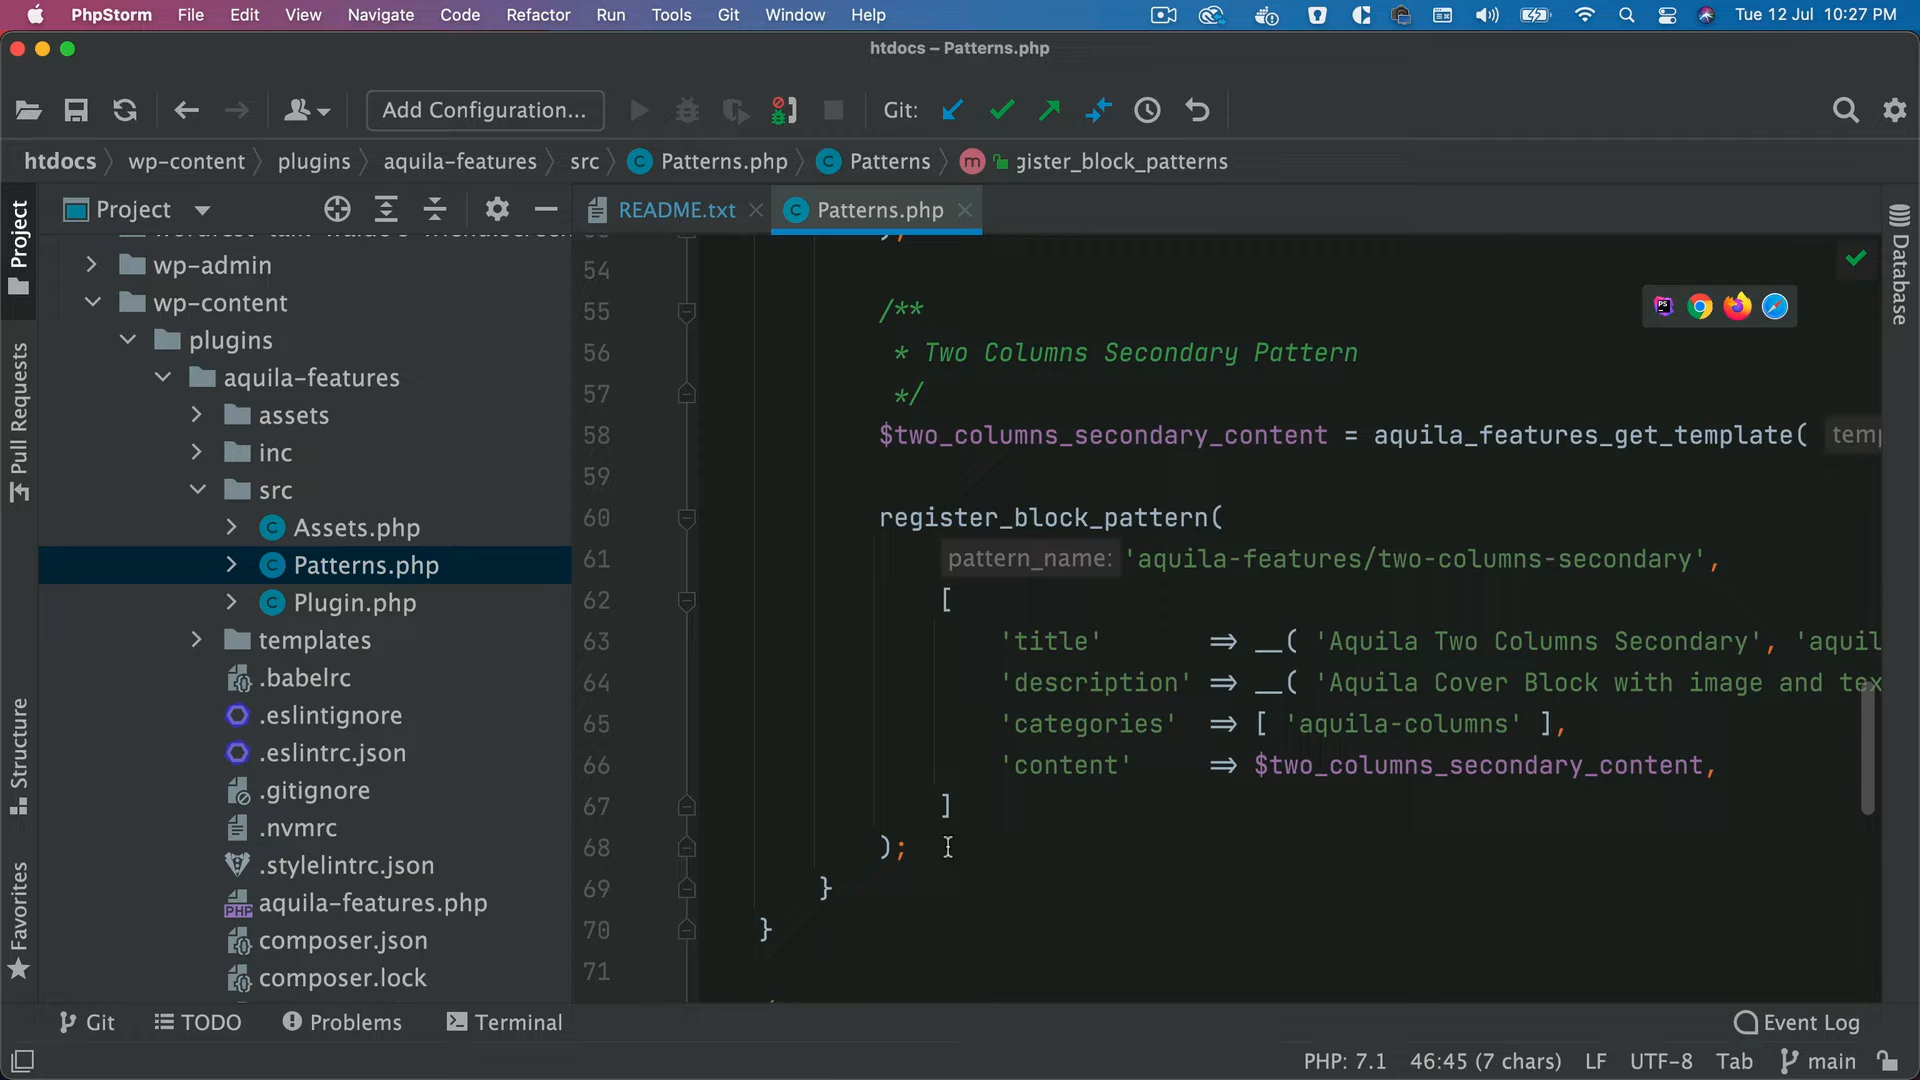 PhpStorm File Edit View Navigate Code Refactor Run Tools Git Window Help Tue 12 Jul 10:27 PM
htdocs – Patterns.php
Add Configuration... Git:
htdocs wp-content plugins aquila-features src Patterns.php Patterns gister_block_patterns
Project README.txt Patterns.php
Project
Pull Requests
Structure
Favorites
Database
wp-admin
wp-content
plugins
aquila-features
assets
inc
src
Assets.php
Patterns.php
Plugin.php
templates
.babelrc
.eslintignore
.eslintrc.json
.gitignore
.nvmrc
.stylelintrc.json
aquila-features.php
composer.json
composer.lock
54
55 /**
56 * Two Columns Secondary Pattern
57 */
58 $two_columns_secondary_content = aquila_features_get_template(
59
60 register_block_pattern(
61 pattern_name: 'aquila-features/two-columns-secondary',
62 [
63 'title' => __( 'Aquila Two Columns Secondary', 'aquil
64 'description' => __( 'Aquila Cover Block with image and tex
65 'categories' => [ 'aquila-columns' ],
66 'content' => $two_columns_secondary_content,
67 ]
68 );
69 }
70 }
71
Git TODO Problems Terminal Event Log
PHP: 7.1 46:45 (7 chars) LF UTF-8 Tab main